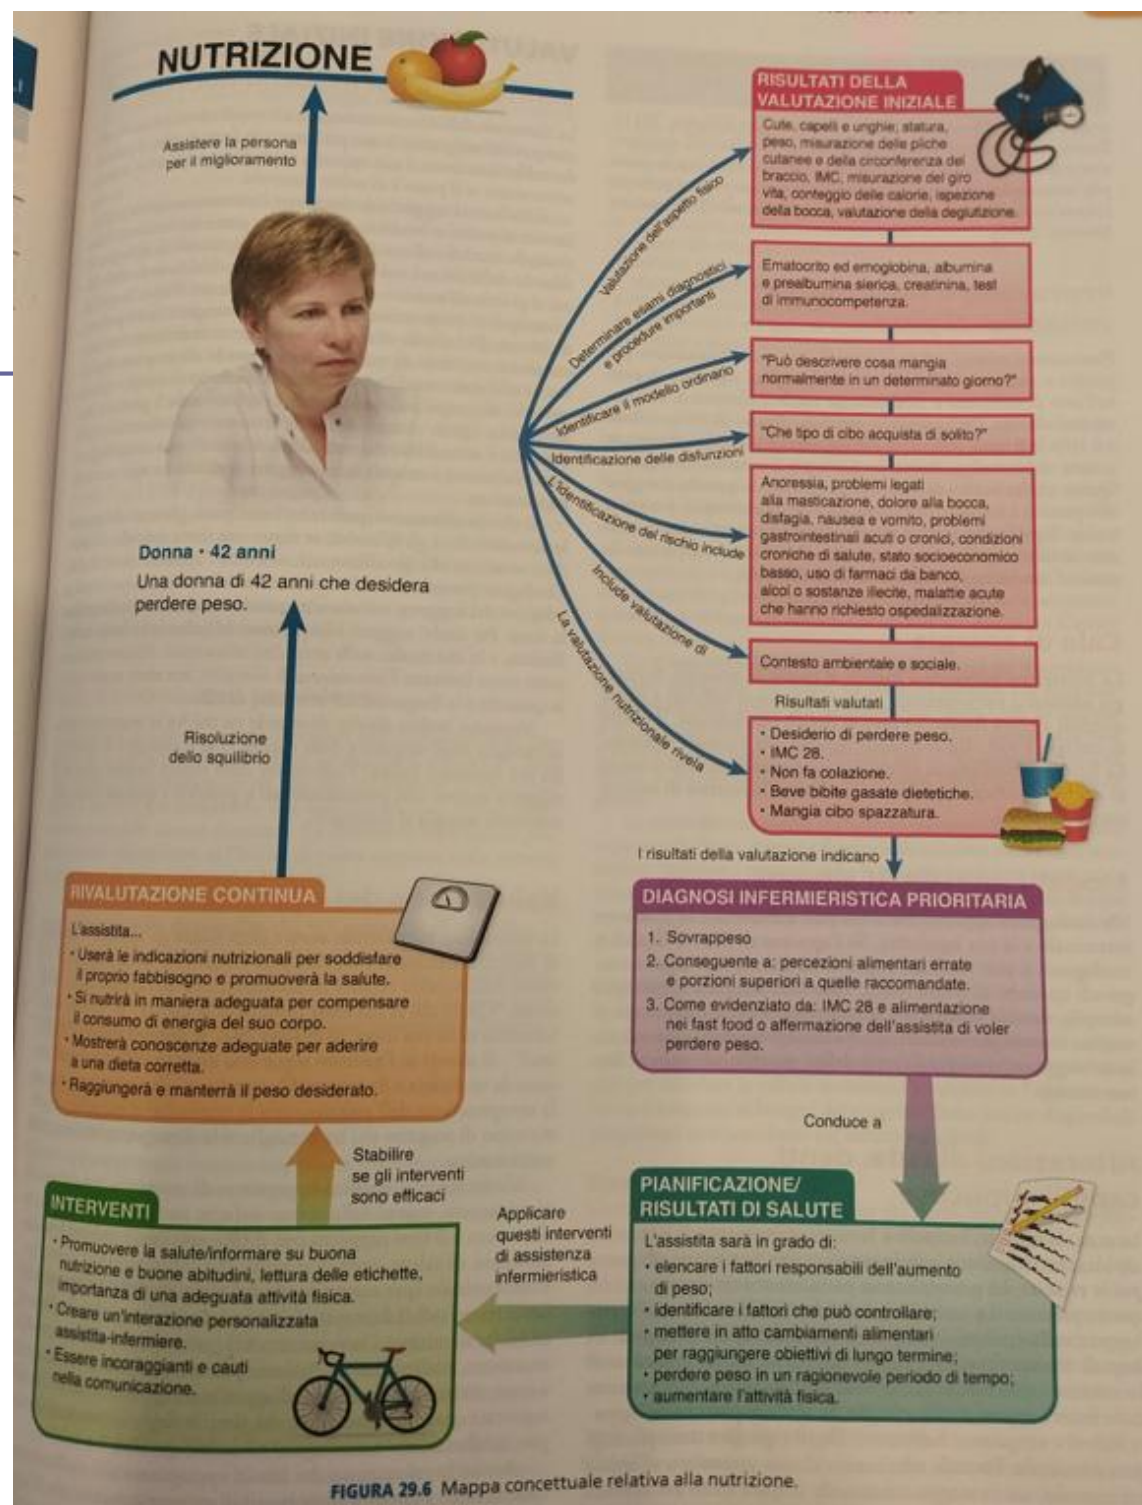 NUTRIZIONE
Assistere la persona
per il miglioramento
Donna • 42 anni
Una donna di 42 anni che desidera
perdere peso.
Risoluzione
dello squilibrio
RISULTATI DELLA
VALUTAZIONE INIZIALE
Valutazione dell'aspetto fisico
Cute, capelli e unghie, statura,
peso, misurazione delle pliche
cutanee e della circonferenza del
braccio, IMC, misurazione del giro
vita, conteggio delle calorie, ispezione
della bocca, valutazione della deglutizione.
Determinare esami diagnostici
e procedure importanti
Ematocrito ed emoglobina, albumina
e prealbumina sierica, creatinina, test
di immunocompetenza.
Identificare il modello ordinario
"Può descrivere cosa mangia
normalmente in un determinato giorno?"
Identificazione delle disfunzioni
"Che tipo di cibo acquista di solito?"
L'identificazione del rischio include
Anoressia, problemi legati
alla masticazione, dolore alla bocca,
disfagia, nausea e vomito, problemi
gastrointestinali acuti o cronici, condizioni
croniche di salute, stato socioeconomico
basso, uso di farmaci da banco,
alcol o sostanze illecite, malattie acute
che hanno richiesto ospedalizzazione.
Include valutazione di
Contesto ambientale e sociale.
Risultati valutati
La valutazione nutrizionale rivela
• Desiderio di perdere peso.
• IMC 28.
• Non fa colazione.
• Beve bibite gasate dietetiche.
• Mangia cibo spazzatura.
I risultati della valutazione indicano
DIAGNOSI INFERMIERISTICA PRIORITARIA
1. Sovrappeso
2. Conseguente a: percezioni alimentari errate
e porzioni superiori a quelle raccomandate.
3. Come evidenziato da: IMC 28 e alimentazione
nei fast food o affermazione dell'assistita di voler
perdere peso.
Conduce a
PIANIFICAZIONE/
RISULTATI DI SALUTE
L'assistita sarà in grado di:
• elencare i fattori responsabili dell'aumento
di peso;
• identificare i fattori che può controllare;
• mettere in atto cambiamenti alimentari
per raggiungere obiettivi di lungo termine;
• perdere peso in un ragionevole periodo di tempo;
• aumentare l'attività fisica.
Applicare
questi interventi
di assistenza
infermieristica
INTERVENTI
• Promuovere la salute/informare su buona
nutrizione e buone abitudini, lettura delle etichette,
importanza di una adeguata attività fisica.
• Creare un'interazione personalizzata
assistita-infermiere.
• Essere incoraggianti e cauti
nella comunicazione.
Stabilire
se gli interventi
sono efficaci
RIVALUTAZIONE CONTINUA
L'assistita...
• Userà le indicazioni nutrizionali per soddisfare
il proprio fabbisogno e promuoverà la salute.
• Si nutrirà in maniera adeguata per compensare
il consumo di energia del suo corpo.
• Mostrerà conoscenze adeguate per aderire
a una dieta corretta.
• Raggiungerà e manterrà il peso desiderato.
FIGURA 29.6 Mappa concettuale relativa alla nutrizione.